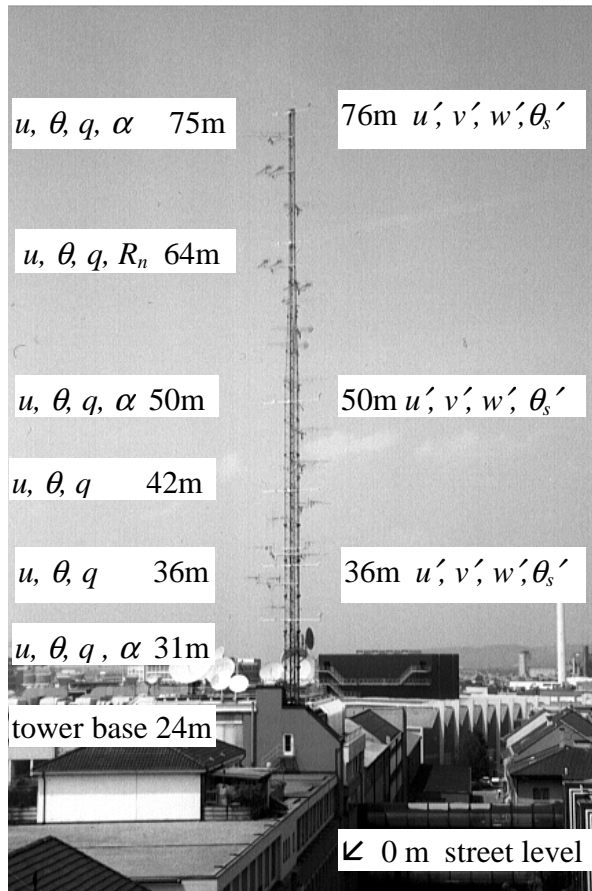 u, θ, q, α 75m
76m u′, v′, w′,θs′
u, θ, q, Rn 64m
u, θ, q, α 50m
50m u′, v′, w′, θs′
u, θ, q 42m
u, θ, q 36m
36m u′, v′, w′,θs′
u, θ, q , α 31m
tower base 24m
↙ 0 m street level